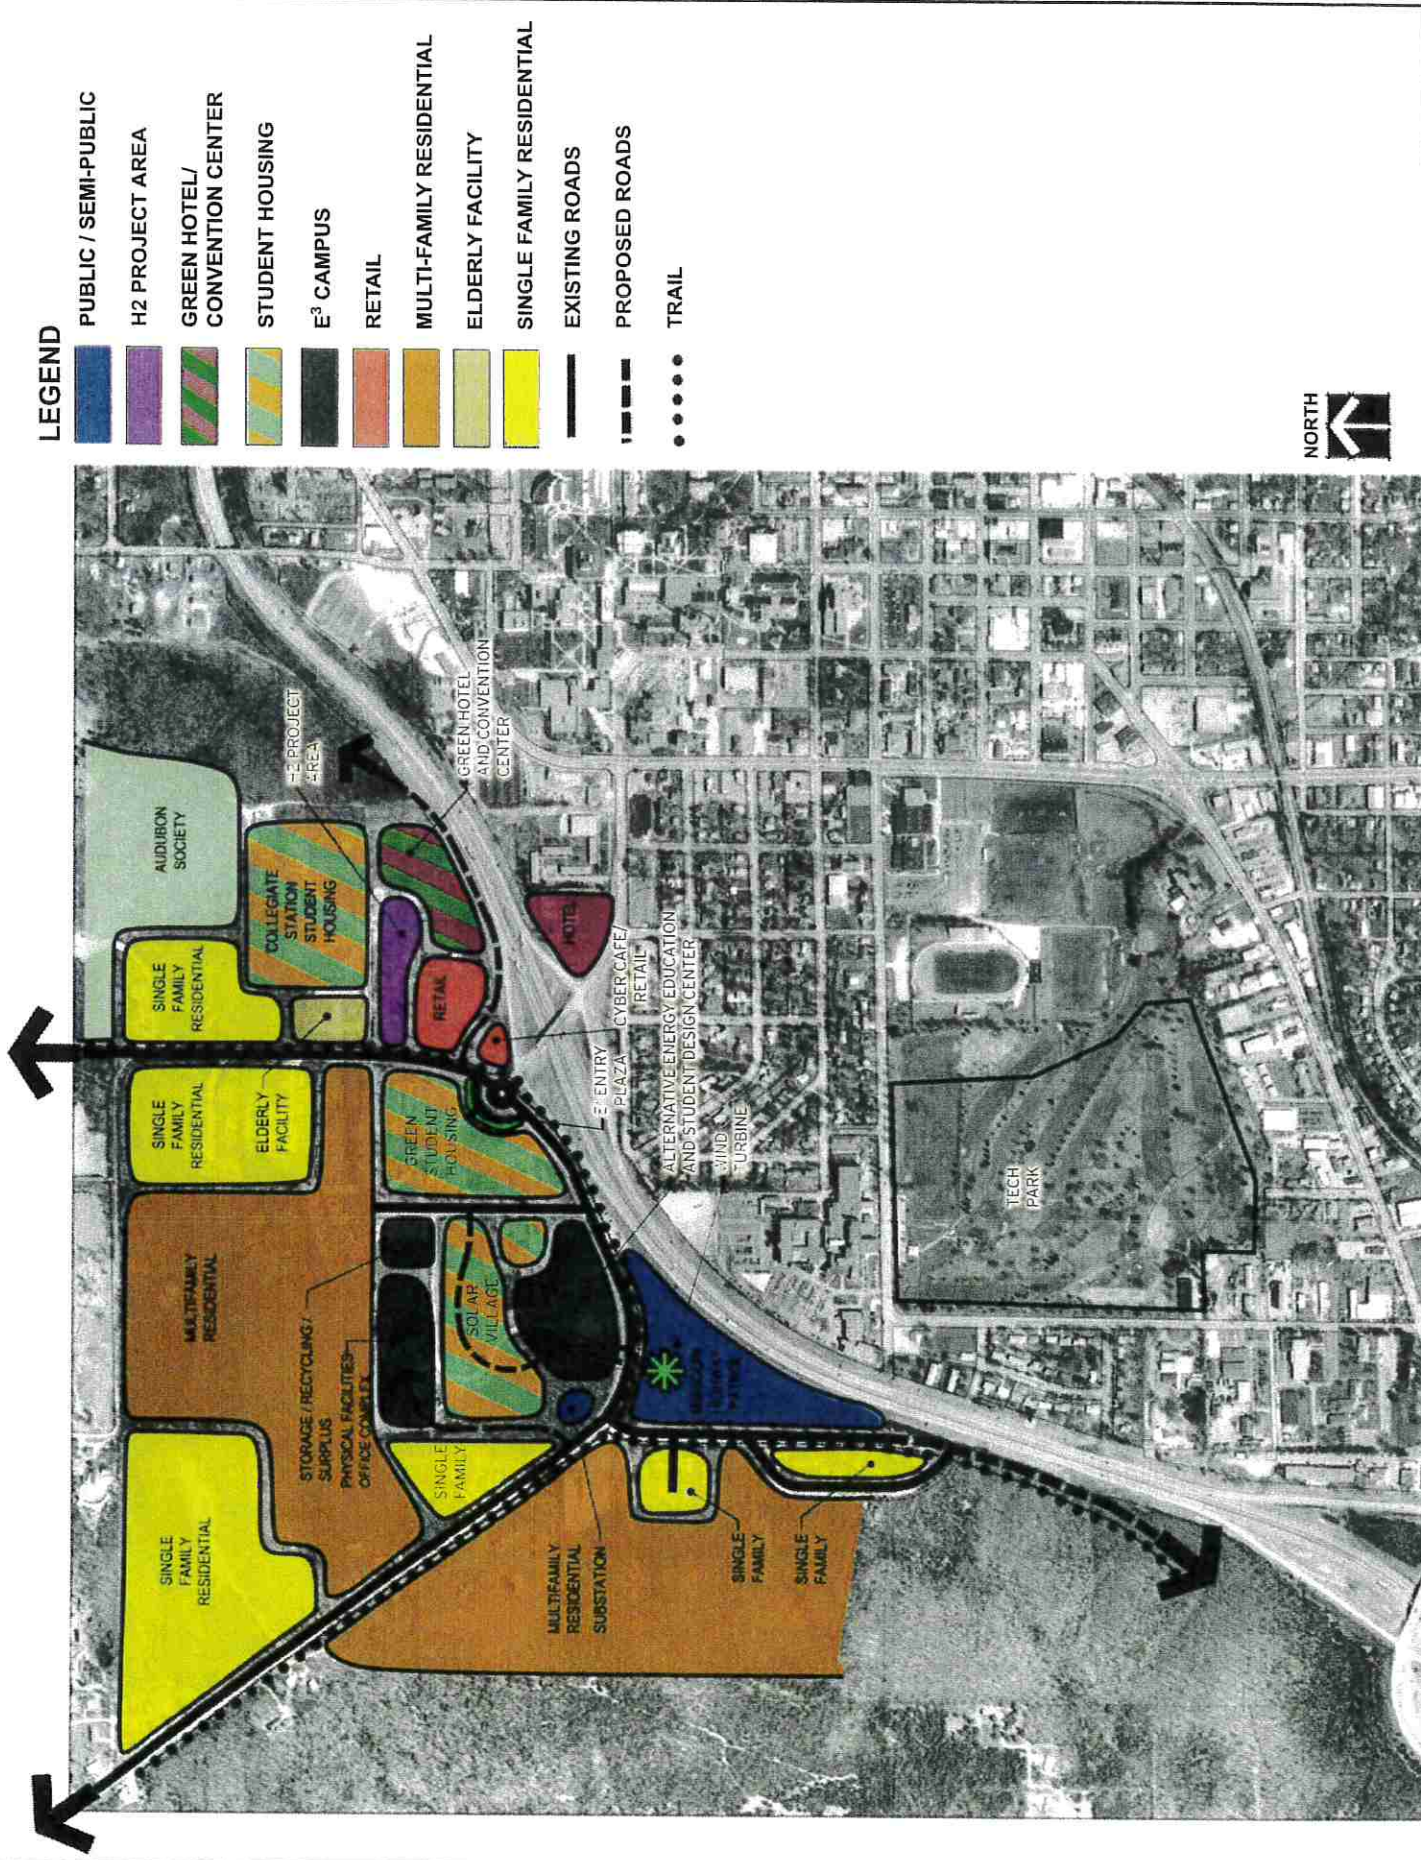 LEGEND
PUBLIC / SEMI-PUBLIC
H2 PROJECT AREA
GREEN HOTEL/
CONVENTION CENTER
STUDENT HOUSING
E³ CAMPUS
RETAIL
MULTI-FAMILY RESIDENTIAL
ELDERLY FACILITY
SINGLE FAMILY RESIDENTIAL
EXISTING ROADS
PROPOSED ROADS
TRAIL
NORTH
AUDUBON
SOCIETY
SINGLE
FAMILY
RESIDENTIAL
COLLEGIATE
STATION
STUDENT
HOUSING
PROJECT
GREEN HOTEL
AND CONVENTION
CENTER
RETAIL
HOTEL
CYBER CAFE/
RETAIL
ENTRY
PLAZA
ALTERNATIVE ENERGY EDUCATION
AND STUDENT DESIGN CENTER
TURBINE
SINGLE
FAMILY
RESIDENTIAL
ELDERLY
FACILITY
GREEN
STUDENT
HOUSING
MULTIFAMILY
RESIDENTIAL
STORAGE / RECYCLING /
SURPLUS
PHYSICAL FACILITIES
OFFICE COMPLEX
SOLAR
VILLAGE
SINGLE
FAMILY
SINGLE
FAMILY
RESIDENTIAL
MULTIFAMILY
RESIDENTIAL
SUBSTATION
SINGLE
FAMILY
SINGLE
FAMILY
TECH
PARK